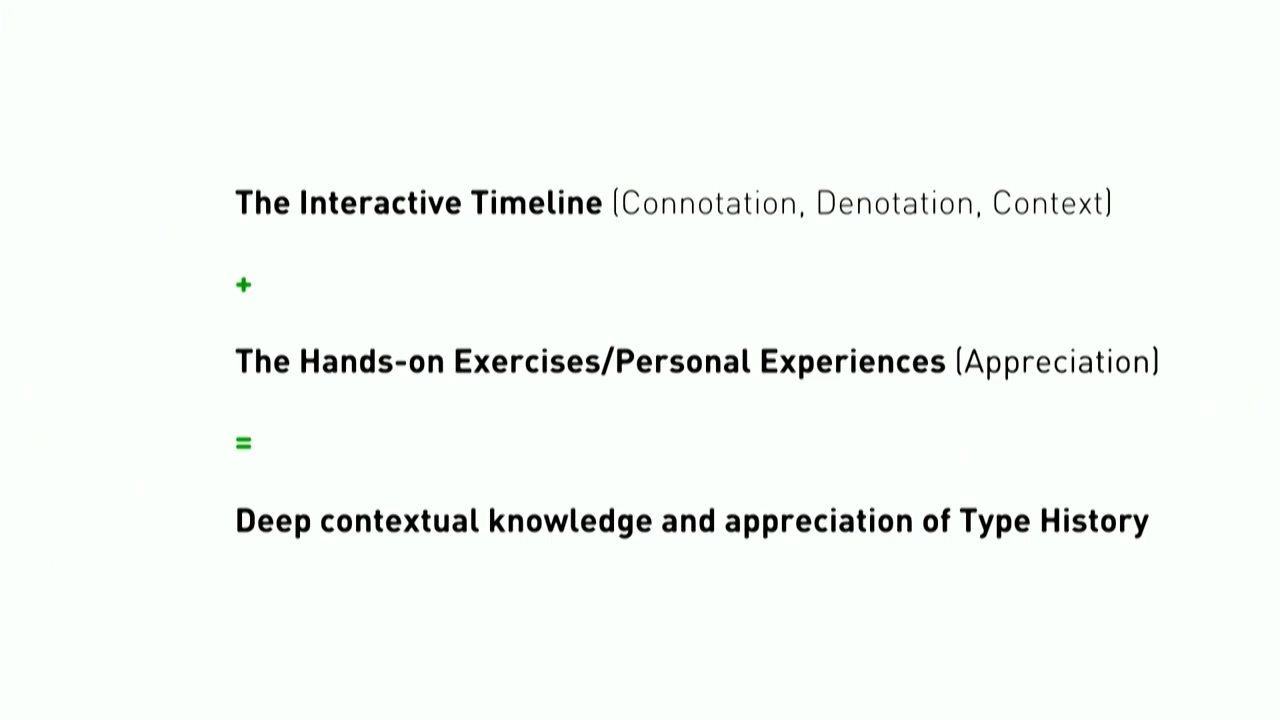 The Interactive Timeline (Connotation, Denotation, Context)
+
The Hands-on Exercises/Personal Experiences (Appreciation)
=
Deep contextual knowledge and appreciation of Type History